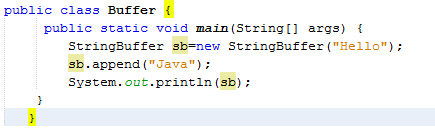 public class Buffer {
public static void main(String[] args) {
StringBuffer sb=new StringBuffer("Hello");
sb.append("Java");
System.out.println(sb);
}
}